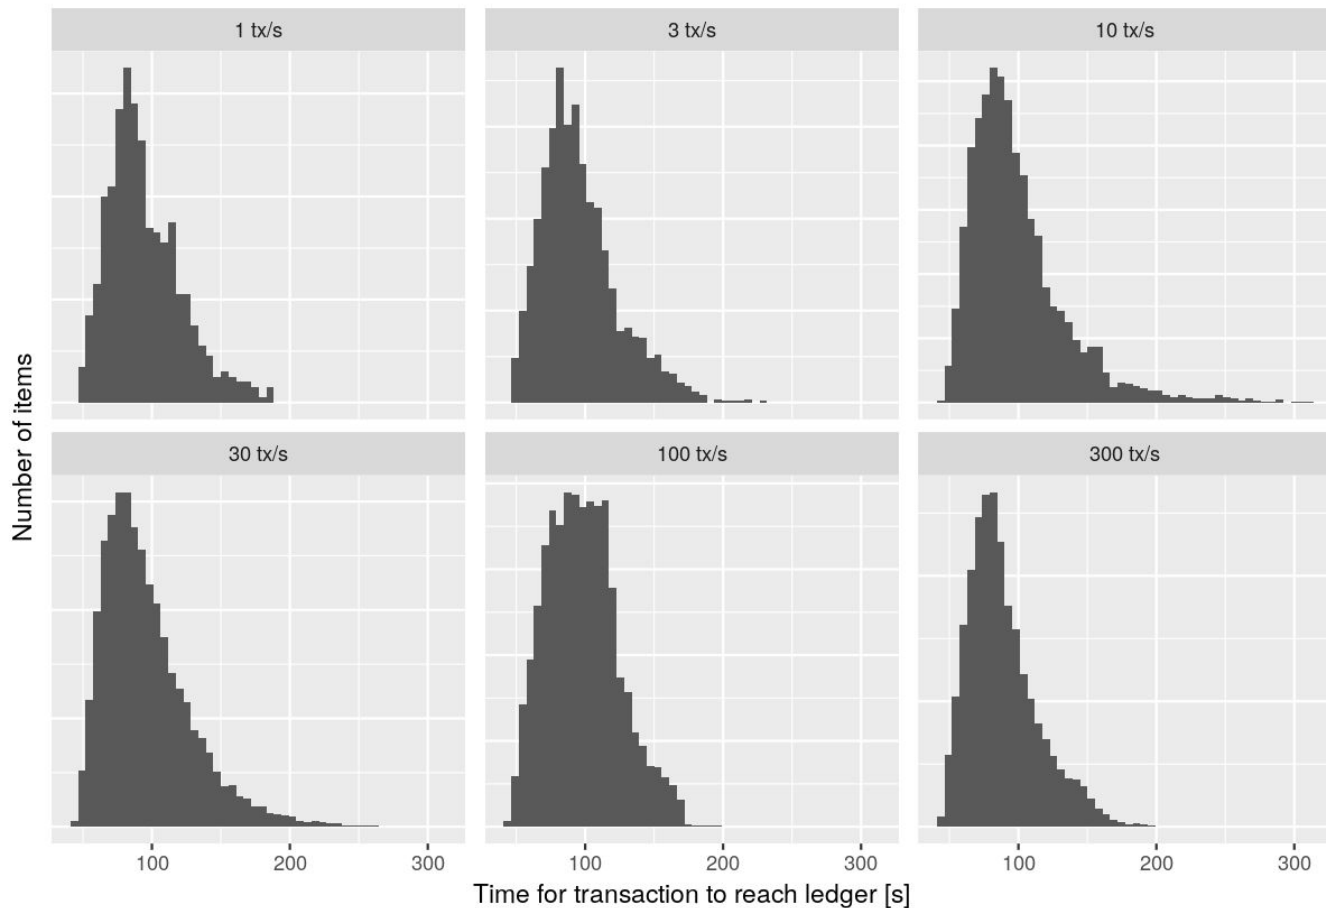 1 tx/s
3 tx/s
10 tx/s
Number of items
30 tx/s
100 tx/s
300 tx/s
100 200 300
100 200 300
100 200 300
Time for transaction to reach ledger [s]